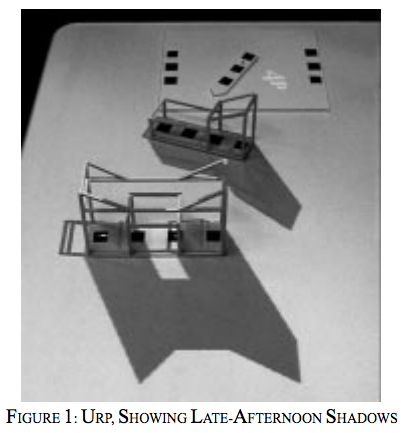 FIGURE 1: URP, SHOWING LATE-AFTERNOON SHADOWS